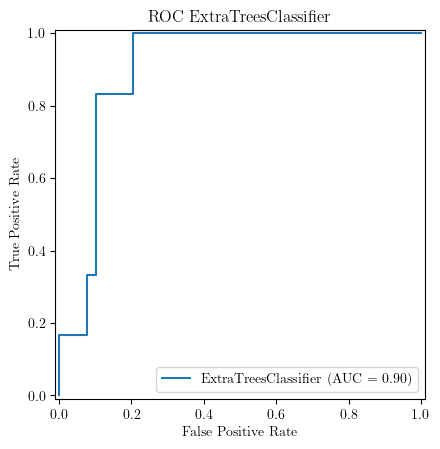 ROC ExtraTreesClassifier
1.0
0.8
0.6
0.4
0.2
0.0
True Positive Rate
ExtraTreesClassifier (AUC = 0.90)
0.0 0.2 0.4 0.6 0.8 1.0
False Positive Rate